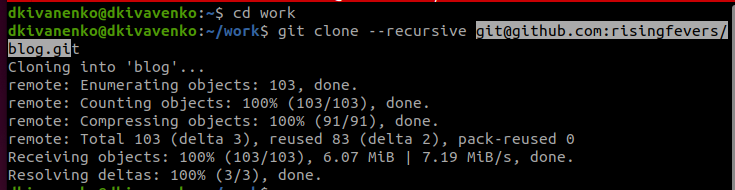 dkivanenko@dkivavenko:~$ cd work
dkivanenko@dkivavenko:~/work$ git clone --recursive git@github.com:risingfevers/
blog.git
Cloning into 'blog'...
remote: Enumerating objects: 103, done.
remote: Counting objects: 100% (103/103), done.
remote: Compressing objects: 100% (91/91), done.
remote: Total 103 (delta 3), reused 83 (delta 2), pack-reused 0
Receiving objects: 100% (103/103), 6.07 MiB | 7.19 MiB/s, done.
Resolving deltas: 100% (3/3), done.
dkivanenko@dkivavenko:~/work$